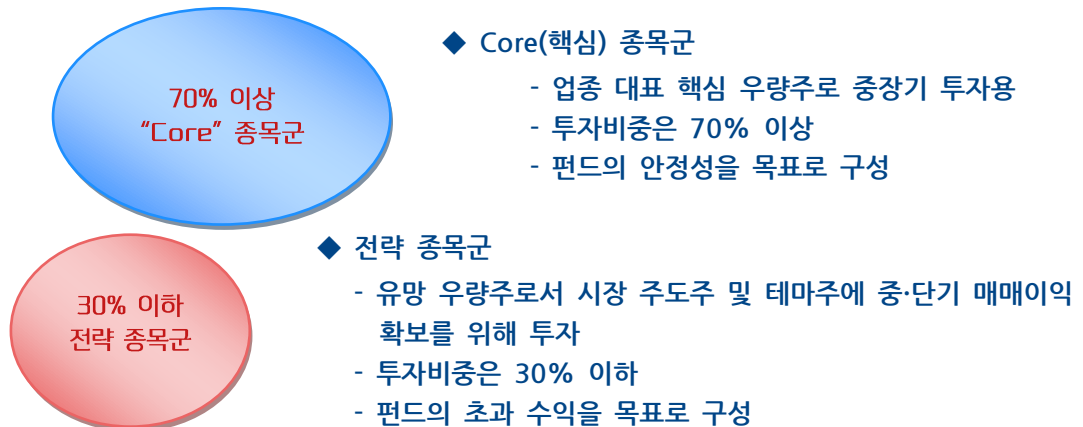 70% 이상
“Core” 종목군
◆ Core(핵심) 종목군
- 업종 대표 핵심 우량주로 중장기 투자용
- 투자비중은 70% 이상
- 펀드의 안정성을 목표로 구성
30% 이하
전략 종목군
◆ 전략 종목군
- 유망 우량주로서 시장 주도주 및 테마주에 중·단기 매매이익
확보를 위해 투자
- 투자비중은 30% 이하
- 펀드의 초과 수익을 목표로 구성